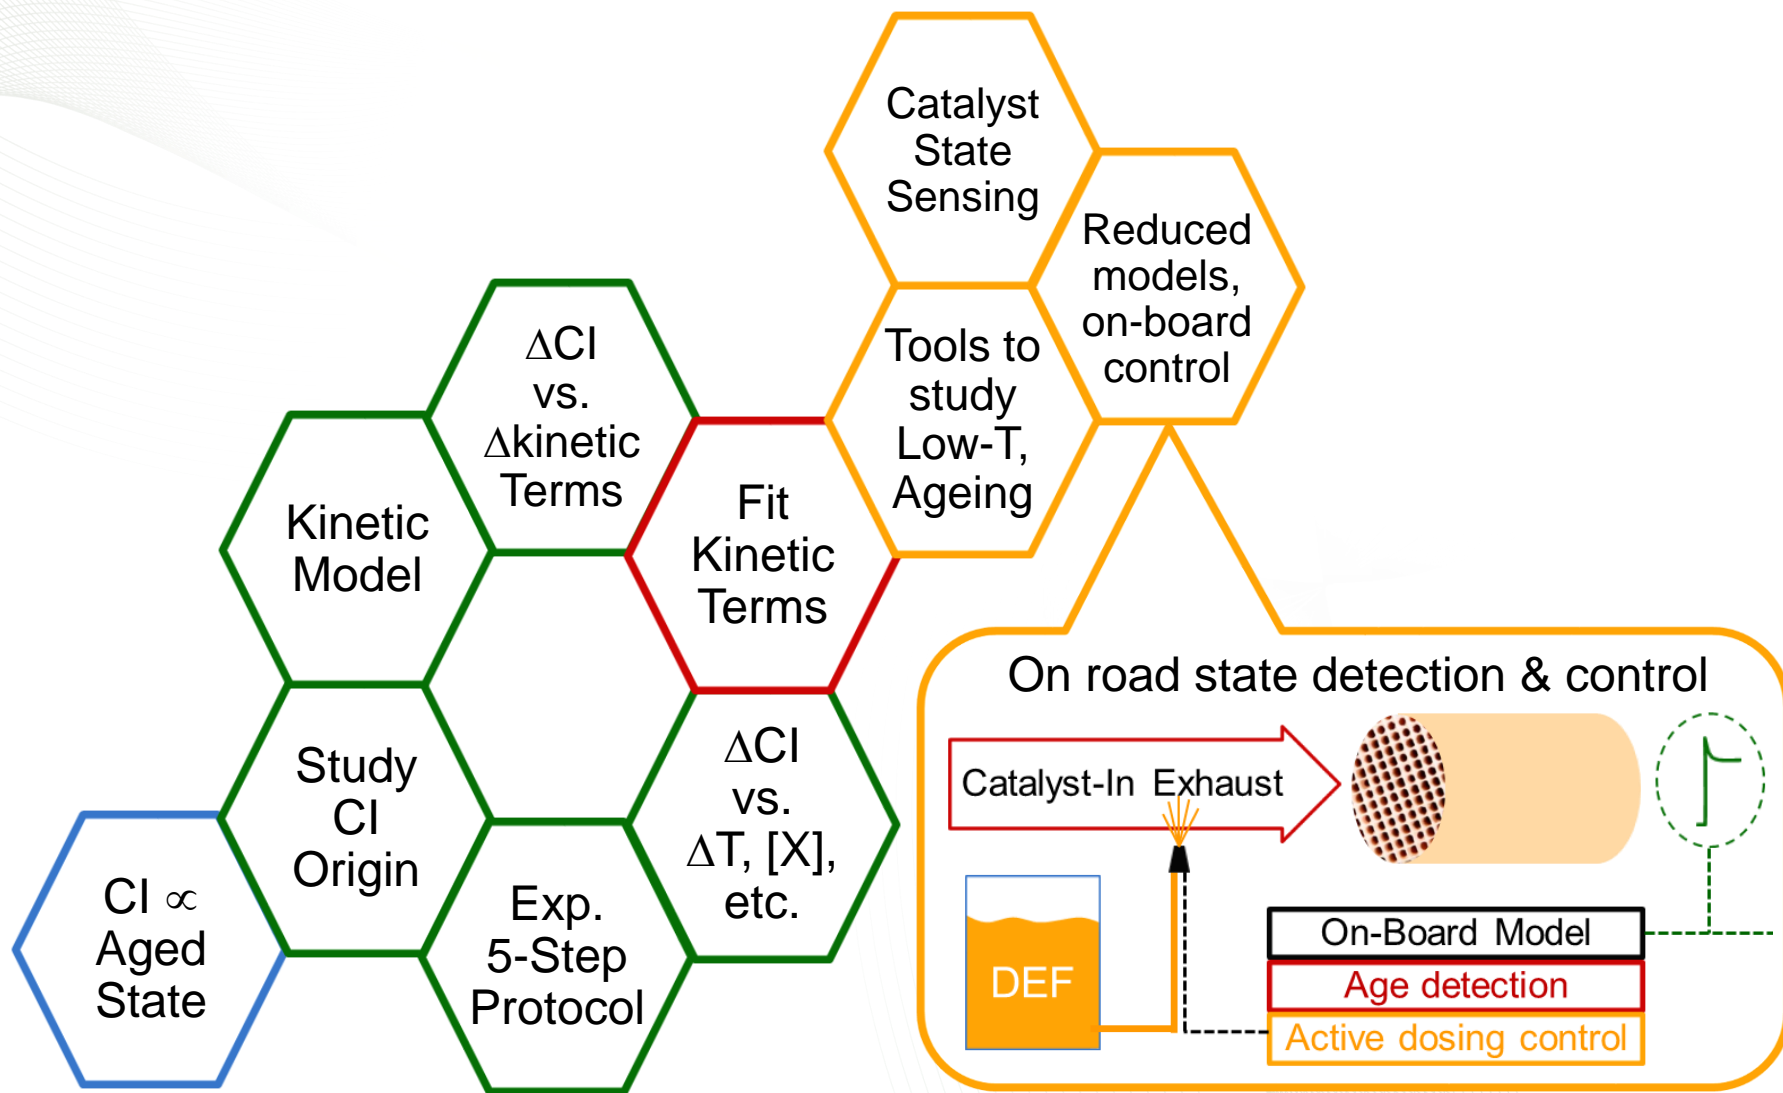 Catalyst
State
Sensing
Reduced
models,
on-board
control
Tools to
study
Low-T,
Ageing
ΔCI
vs.
Δkinetic
Terms
Fit
Kinetic
Terms
Kinetic
Model
Study
CI
Origin
ΔCI
vs.
ΔT, [X],
etc.
Exp.
5-Step
Protocol
CI ∝
Aged
State
On road state detection & control
Catalyst-In Exhaust
DEF
On-Board Model
Age detection
Active dosing control